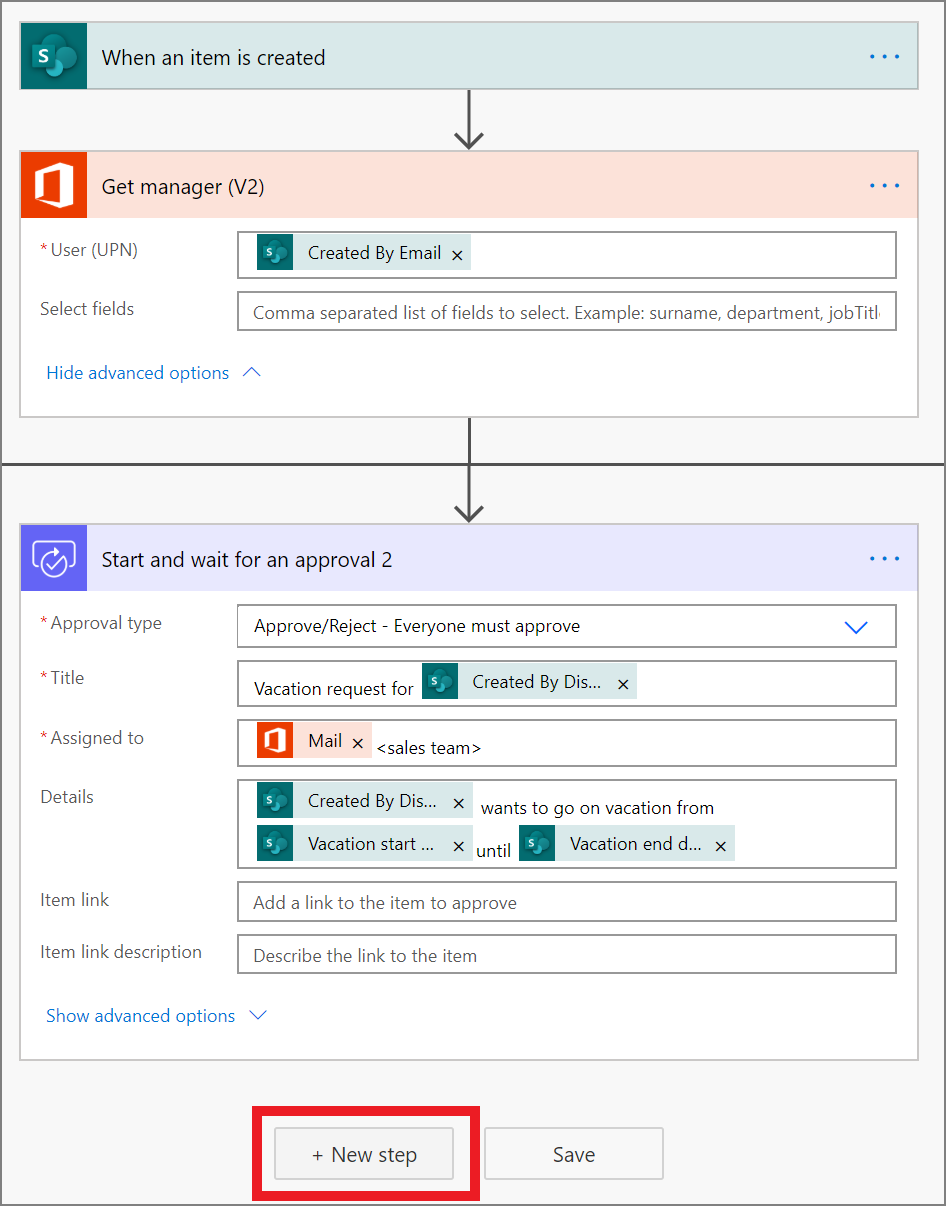 When an item is created
Get manager (V2)
* User (UPN)
S Created By Email ×
Select fields
Comma separated list of fields to select. Example: surname, department, jobTitl
Hide advanced options
Start and wait for an approval 2
* Approval type
Approve/Reject - Everyone must approve
* Title
Vacation request for S Created By Dis... ×
* Assigned to
Mail × <sales team>
Details
S Created By Dis... × wants to go on vacation from
S Vacation start ... × until S Vacation end d... ×
Item link
Add a link to the item to approve
Item link description
Describe the link to the item
Show advanced options
+ New step
Save